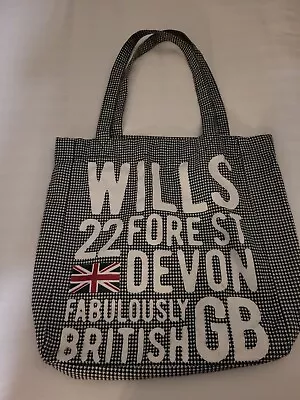 WILLS
22 FORE ST
DEVON
FABULOUSLY
BRITISH GB